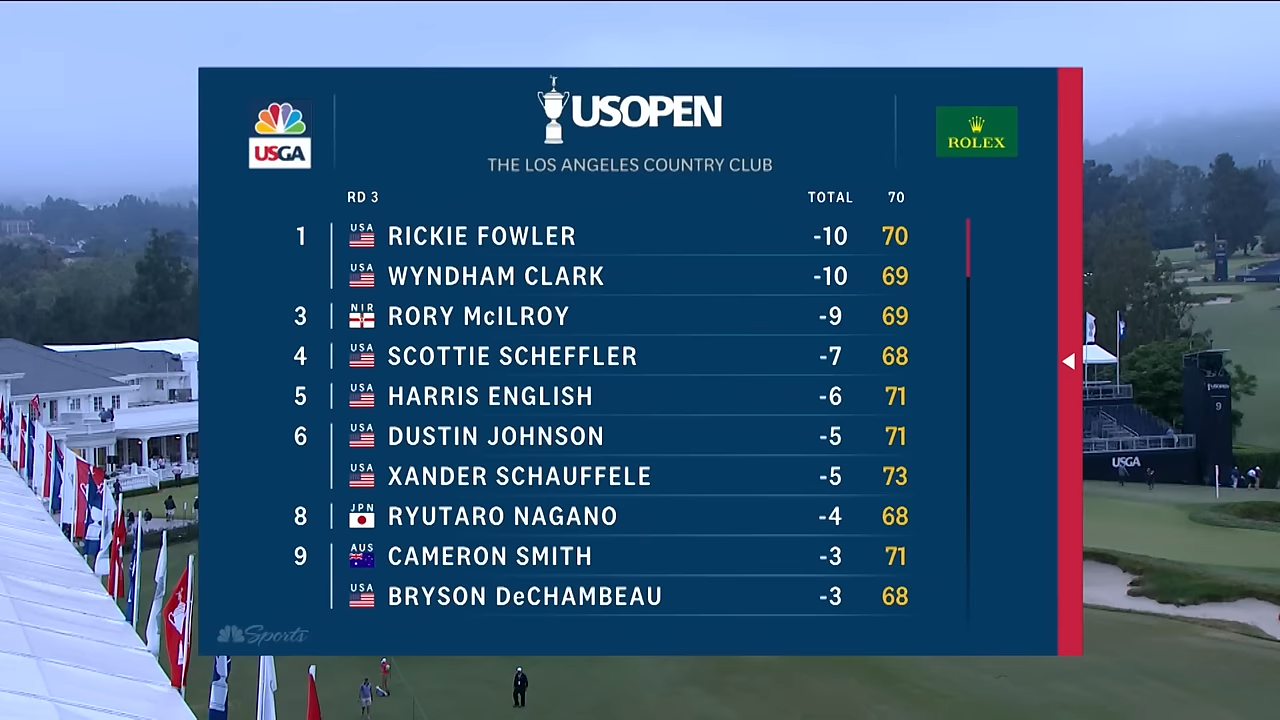 USOPEN
USGA
ROLEX
THE LOS ANGELES COUNTRY CLUB
RD 3 TOTAL 70
1 USA RICKIE FOWLER -10 70
USA WYNDHAM CLARK -10 69
3 NIR RORY McILROY -9 69
4 USA SCOTTIE SCHEFFLER -7 68
5 USA HARRIS ENGLISH -6 71
6 USA DUSTIN JOHNSON -5 71
USA XANDER SCHAUFFELE -5 73
8 JPN RYUTARO NAGANO -4 68
9 AUS CAMERON SMITH -3 71
USA BRYSON DeCHAMBEAU -3 68
Sports
USOPEN
9
USGA